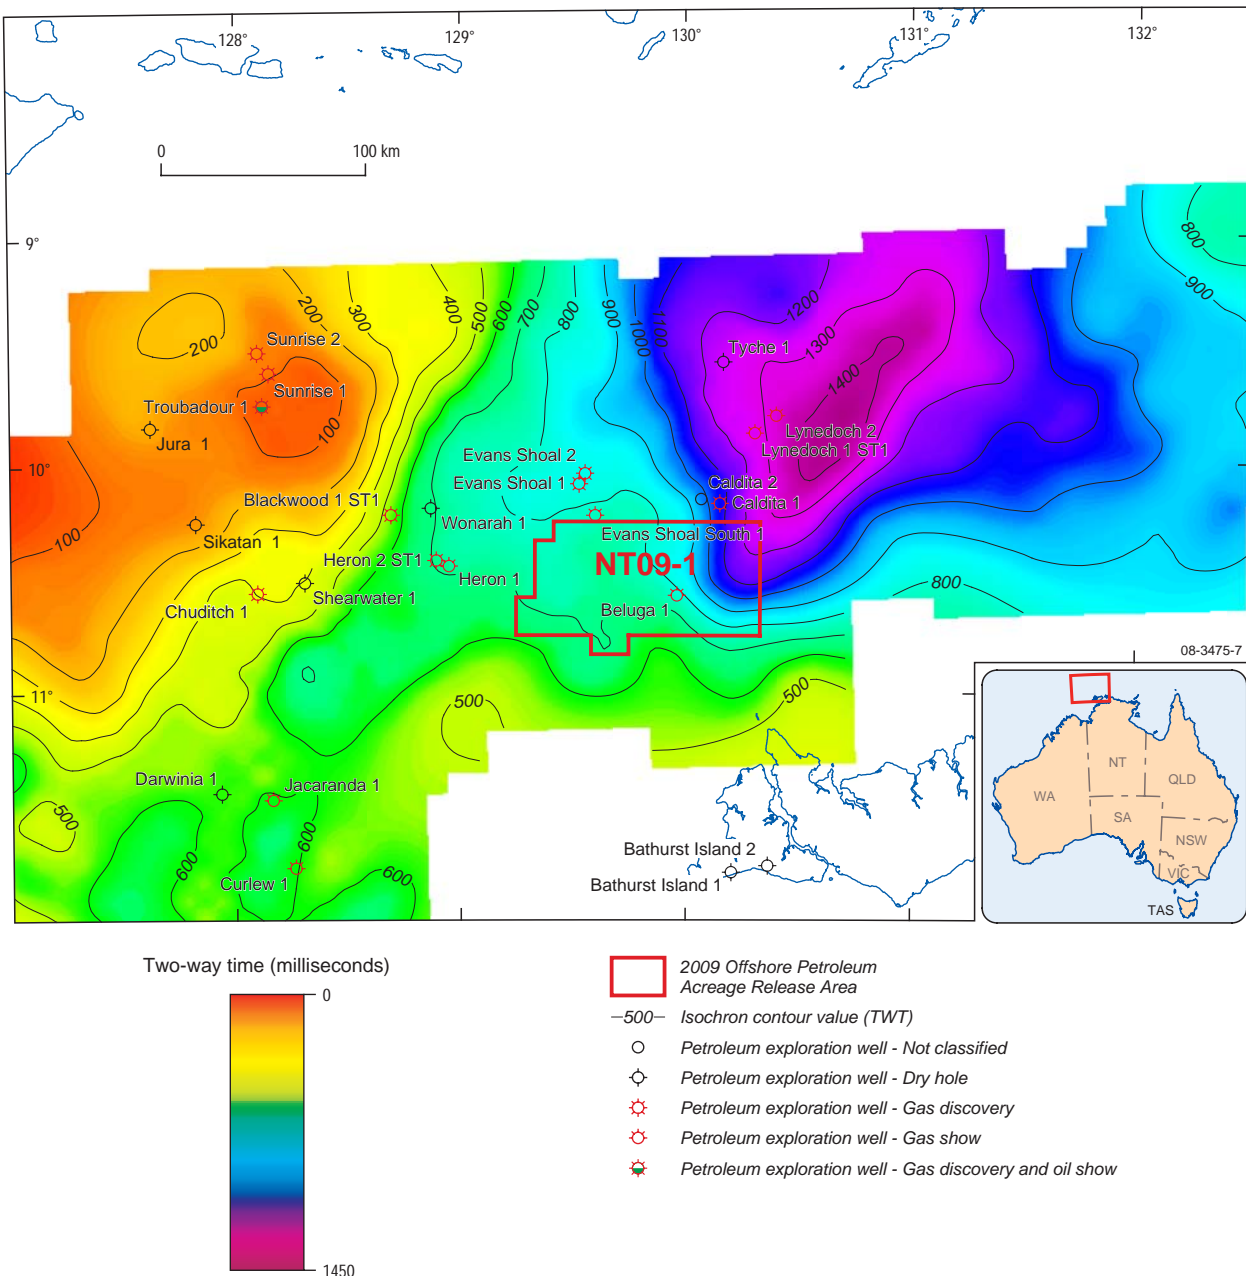 128°
129°
130°
131°
132°
0
100 km
9°
10°
11°
200
300
400
500
600
700
800
900
1000
1100
1200
1300
1400
800
900
200
Sunrise 2
Sunrise 1
Troubadour 1
Jura 1
100
Tyche 1
Lynedoch 2
Lynedoch 1 ST1
Evans Shoal 2
Evans Shoal 1
Caldita 2
Caldita 1
Blackwood 1 ST1
Wonarah 1
Evans Shoal South 1
100
Sikatan 1
NT09-1
Heron 2 ST1
Heron 1
Shearwater 1
Chuditch 1
Beluga 1
800
08-3475-7
500
500
Darwinia 1
Jacaranda 1
500
600
600
600
Curlew 1
Bathurst Island 2
Bathurst Island 1
WA
NT
QLD
SA
NSW
VIC
TAS
Two-way time (milliseconds)
0
1450
2009 Offshore Petroleum
Acreage Release Area
500
Isochron contour value (TWT)
Petroleum exploration well - Not classified
Petroleum exploration well - Dry hole
Petroleum exploration well - Gas discovery
Petroleum exploration well - Gas show
Petroleum exploration well - Gas discovery and oil show